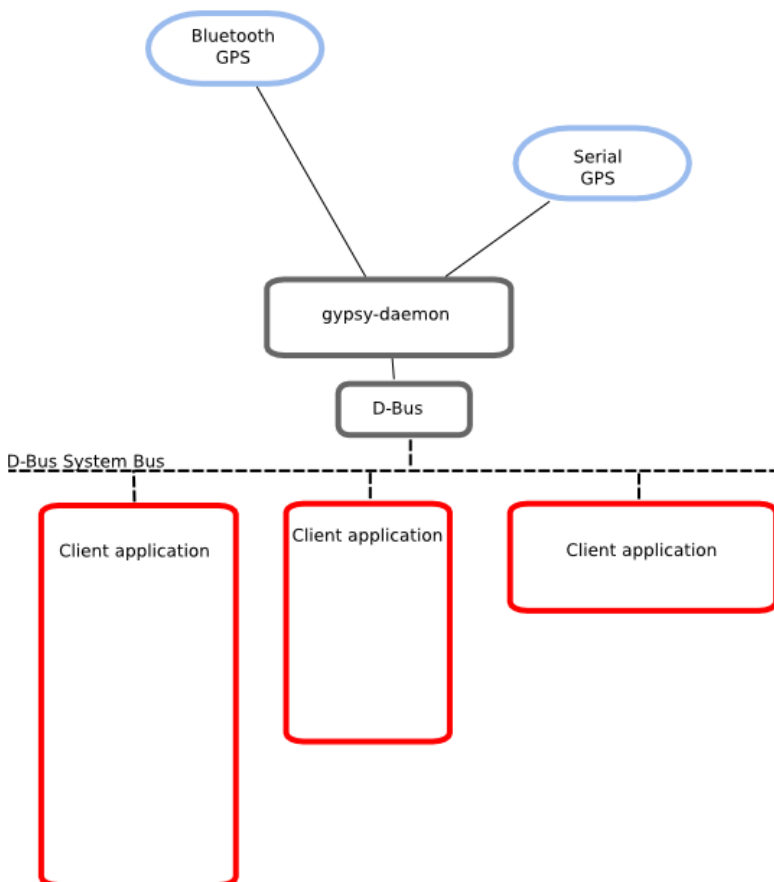 Bluetooth
GPS
Serial
GPS
gypsy-daemon
D-Bus
D-Bus System Bus
Client application
Client application
Client application